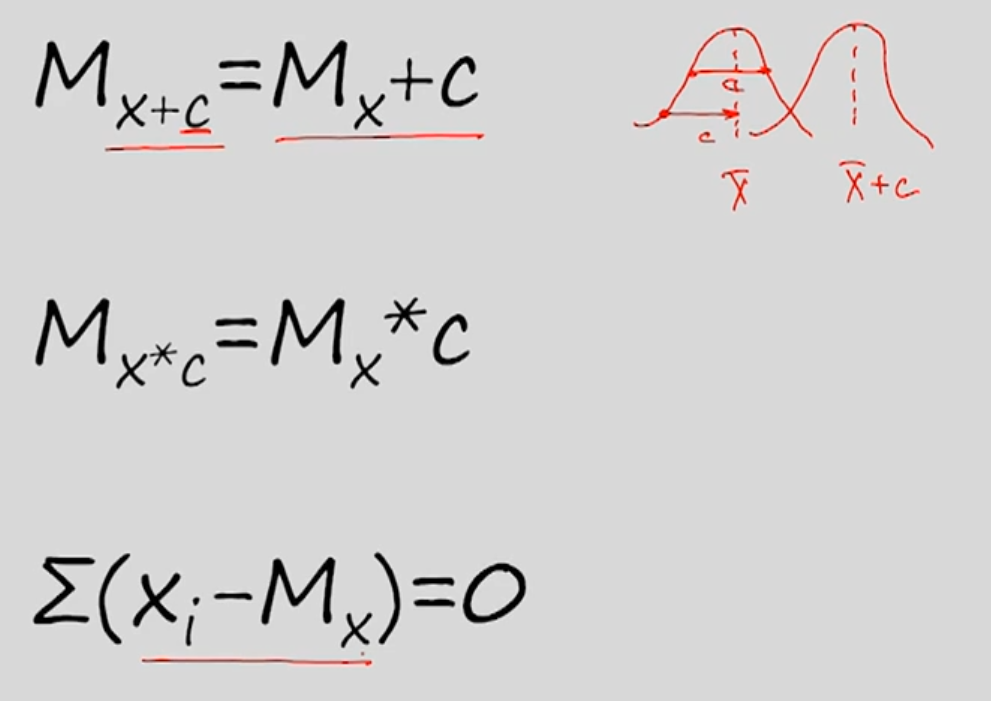 M_{x+c}=M_x+c
c
c
x̄
x̄+c
M_{x*c}=M_x*c
Σ(x_i-M_x)=0